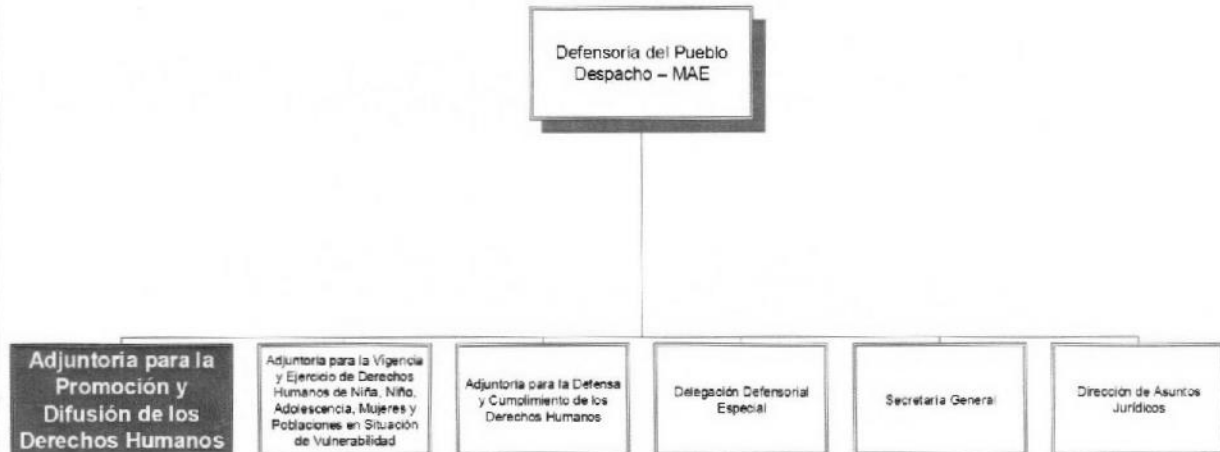 Defensoria del Pueblo
Despacho – MAE
Adjuntoria para la
Promoción y
Difusión de los
Derechos Humanos
Adjuntoria para la Vigencia
y Ejercicio de Derechos
Humanos de Niña, Niño,
Adolescencia, Mujeres y
Poblaciones en Situación
de Vulnerabilidad
Adjuntoria para la Defensa
y Cumplimiento de los
Derechos Humanos
Delegación Defensorial
Especial
Secretaria General
Dirección de Asuntos
Jurídicos